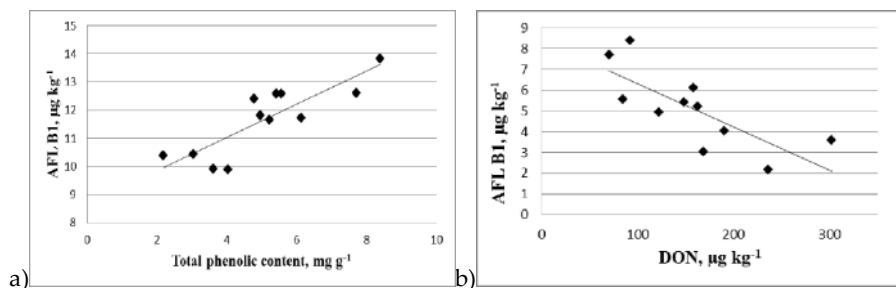 a)
AFL B1, µg kg⁻¹
15
14
13
12
11
10
9
8
0 2 4 6 8 10
Total phenolic content, mg g⁻¹
b)
AFL B1, µg kg⁻¹
9
8
7
6
5
4
3
2
1
0
0 100 200 300
DON, µg kg⁻¹